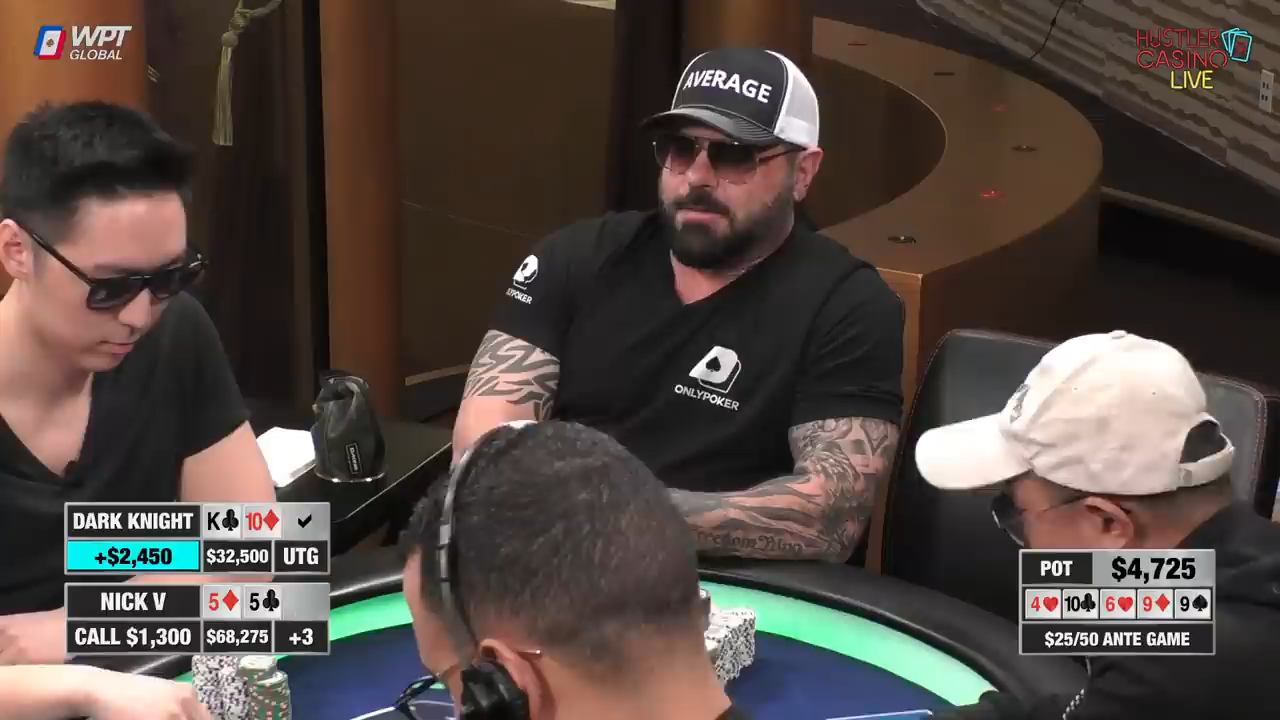 WPT
GLOBAL
HUSTLER
CASINO
LIVE
AVERAGE
ONLYPOKER
DARK KNIGHT K♣ 10♦ ✔
+$2,450 $32,500 UTG
NICK V 5♦ 5♣
CALL $1,300 $68,275 +3
POT $4,725
4♥ 10♣ 6♥ 9♦ 9♠
$25/50 ANTE GAME